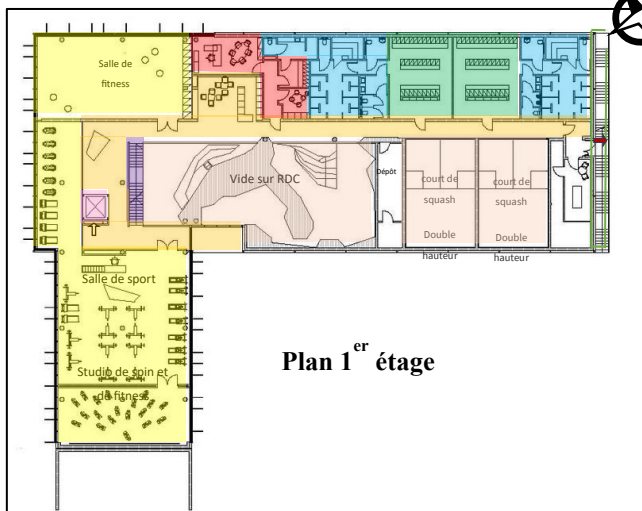 Salle de
fitness
Vide sur RDC
Dépôt
court de
squash
Double
hauteur
court de
squash
Double
hauteur
Salle de sport
Studio de spin et
de fitness
Plan 1er étage